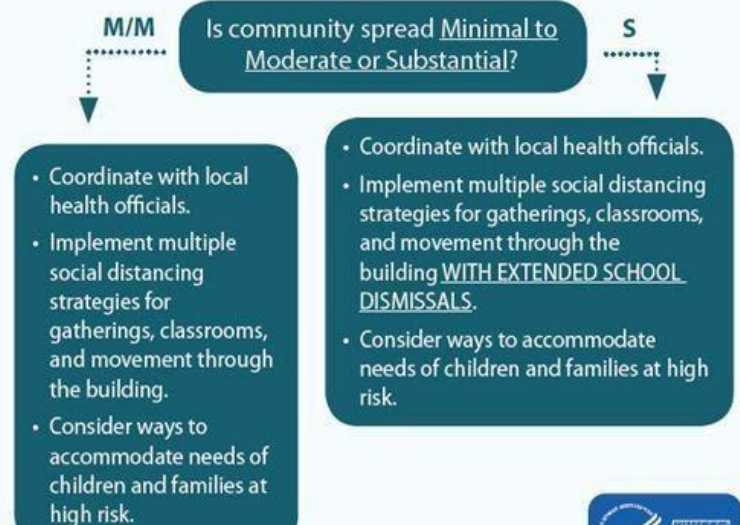 M/M
Is community spread Minimal to
Moderate or Substantial?
S
• Coordinate with local
health officials.
• Implement multiple
social distancing
strategies for
gatherings, classrooms,
and movement through
the building.
• Consider ways to
accommodate needs of
children and families at
high risk.
• Coordinate with local health officials.
• Implement multiple social distancing
strategies for gatherings, classrooms,
and movement through the
building WITH EXTENDED SCHOOL
DISMISSALS.
• Consider ways to accommodate
needs of children and families at high
risk.